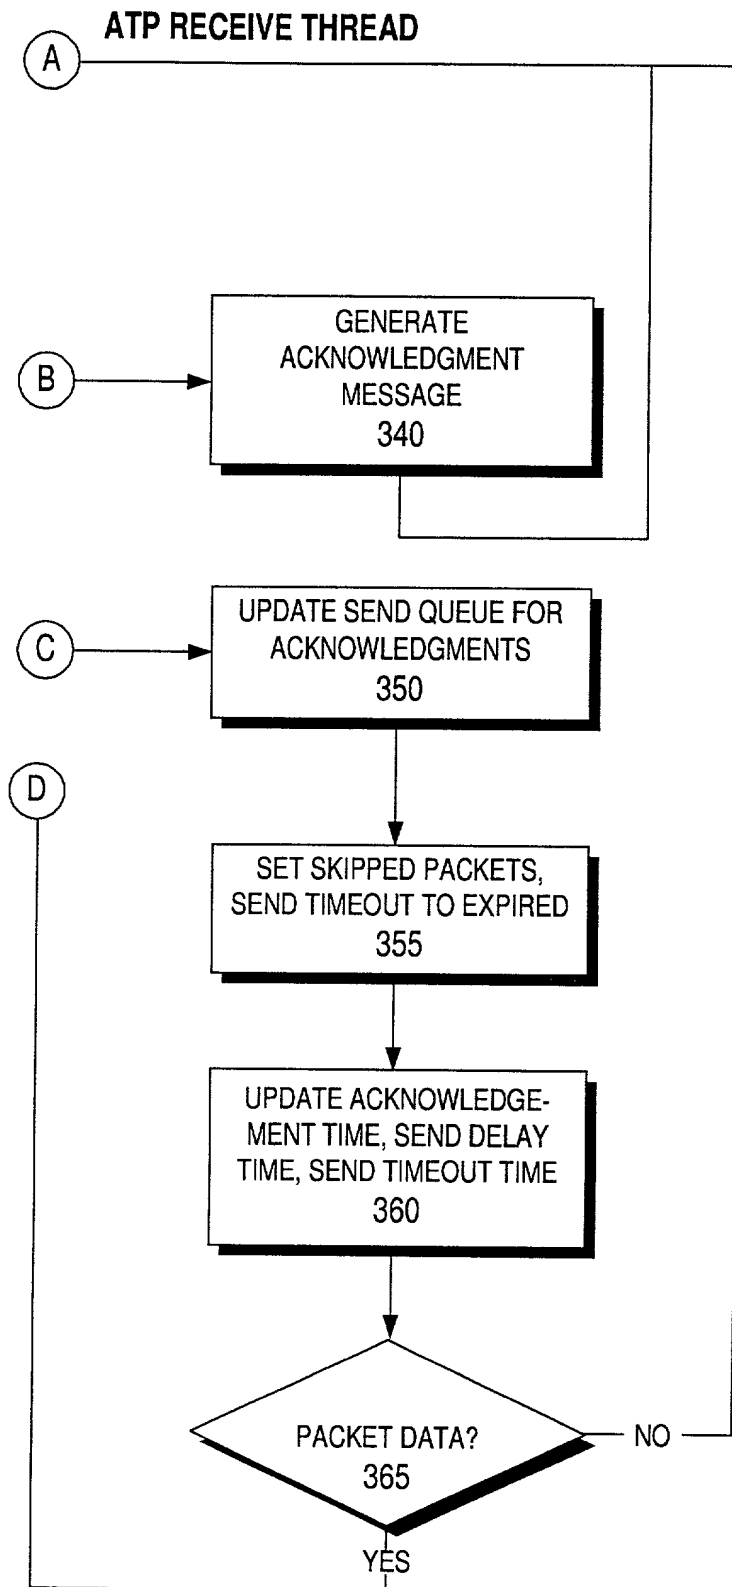 ATP RECEIVE THREAD
A
GENERATE
ACKNOWLEDGMENT
MESSAGE
340
B
UPDATE SEND QUEUE FOR
ACKNOWLEDGMENTS
350
C
D
SET SKIPPED PACKETS,
SEND TIMEOUT TO EXPIRED
355
UPDATE ACKNOWLEDGE-
MENT TIME, SEND DELAY
TIME, SEND TIMEOUT TIME
360
PACKET DATA?
365
NO
YES